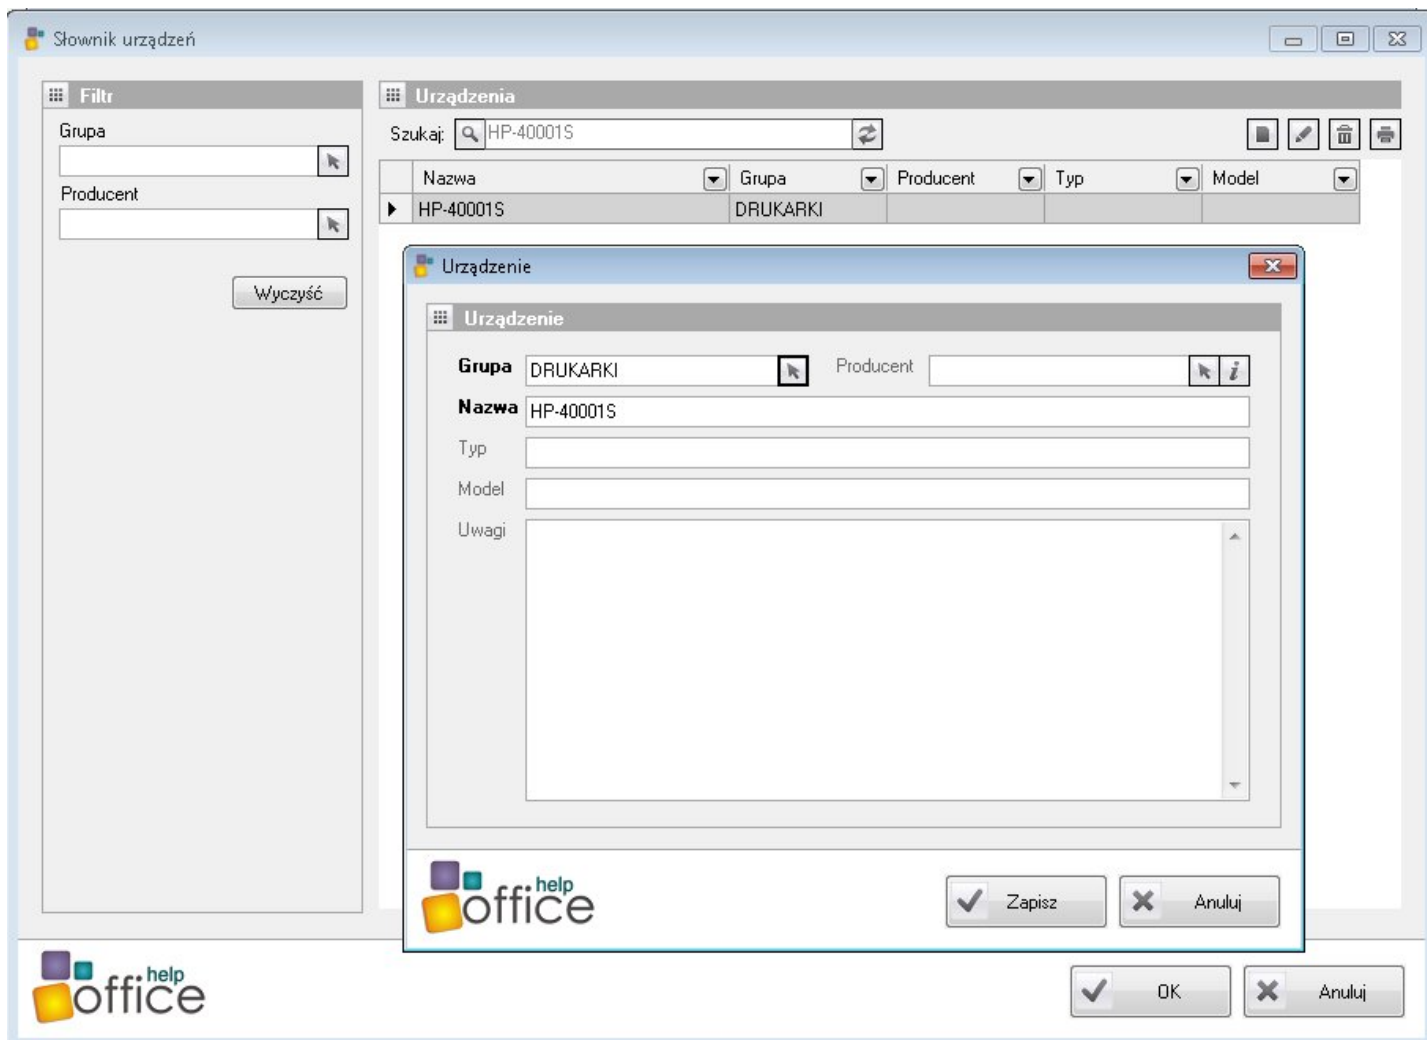 Słownik urządzeń
Filtr
Grupa
Producent
Wyczyść
Urządzenia
Szukaj: HP-40001S
Nazwa Grupa Producent Typ Model
HP-40001S DRUKARKI
Urządzenie
Urządzenie
Grupa DRUKARKI Producent
Nazwa HP-40001S
Typ
Model
Uwagi
help
office
Zapisz Anuluj
help
office
OK Anuluj